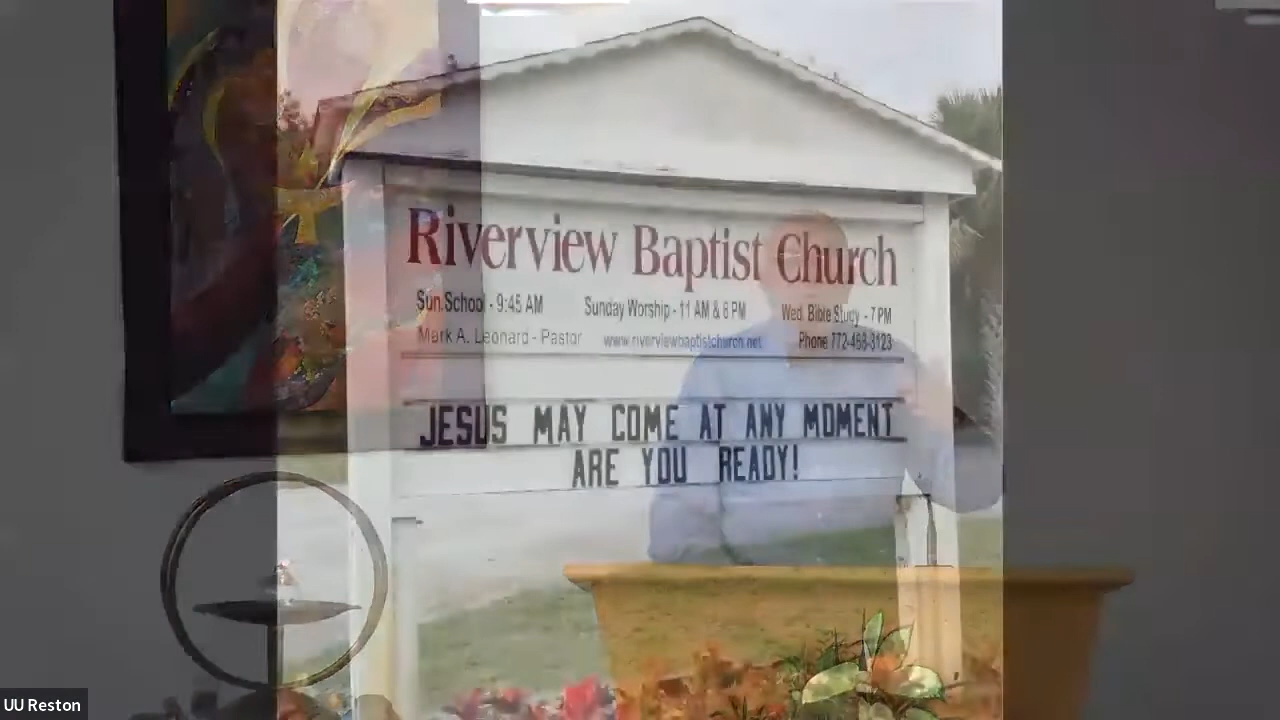 Riverview Baptist Church
Sun. School - 9:45 AM Sunday Worship - 11 AM & 6 PM Wed. Bible Study - 7 PM
Mark A. Leonard - Pastor www.riverviewbaptistchurch.net Phone 772-468-3123
JESUS MAY COME AT ANY MOMENT
ARE YOU READY!
UU Reston